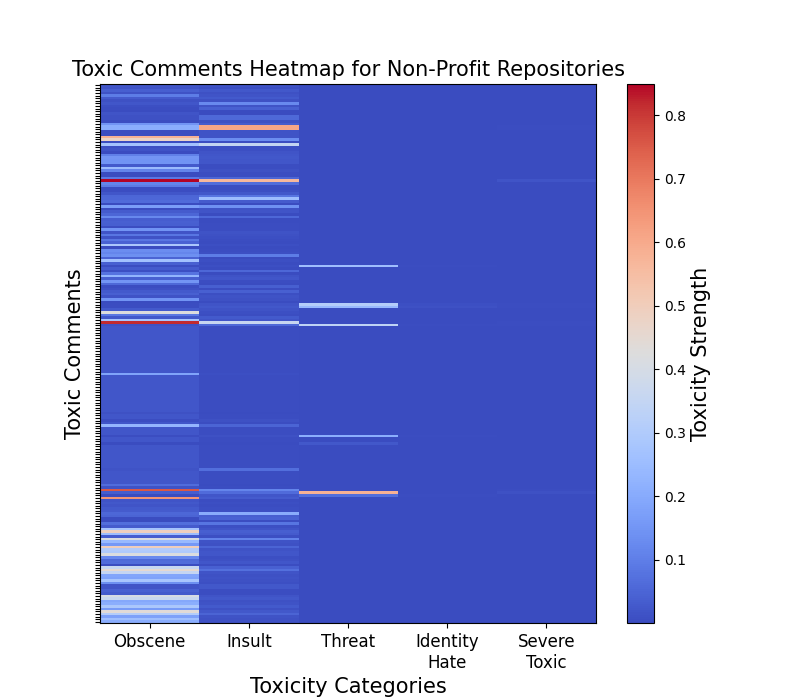 Toxic Comments Heatmap for Non-Profit Repositories
Toxic Comments
Obscene
Insult
Threat
Identity
Hate
Severe
Toxic
Toxicity Categories
0.8
0.7
0.6
0.5
0.4
0.3
0.2
0.1
Toxicity Strength